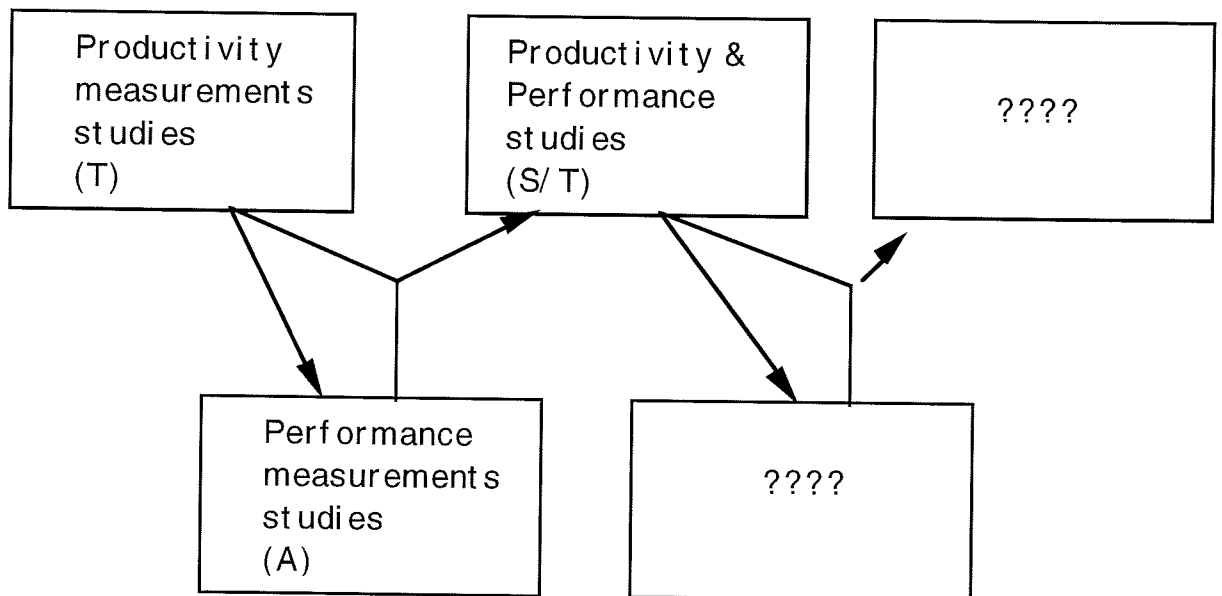 Productivity
measurements
studies
(T)
Productivity &
Performance
studies
(S/T)
????
Performance
measurements
studies
(A)
????